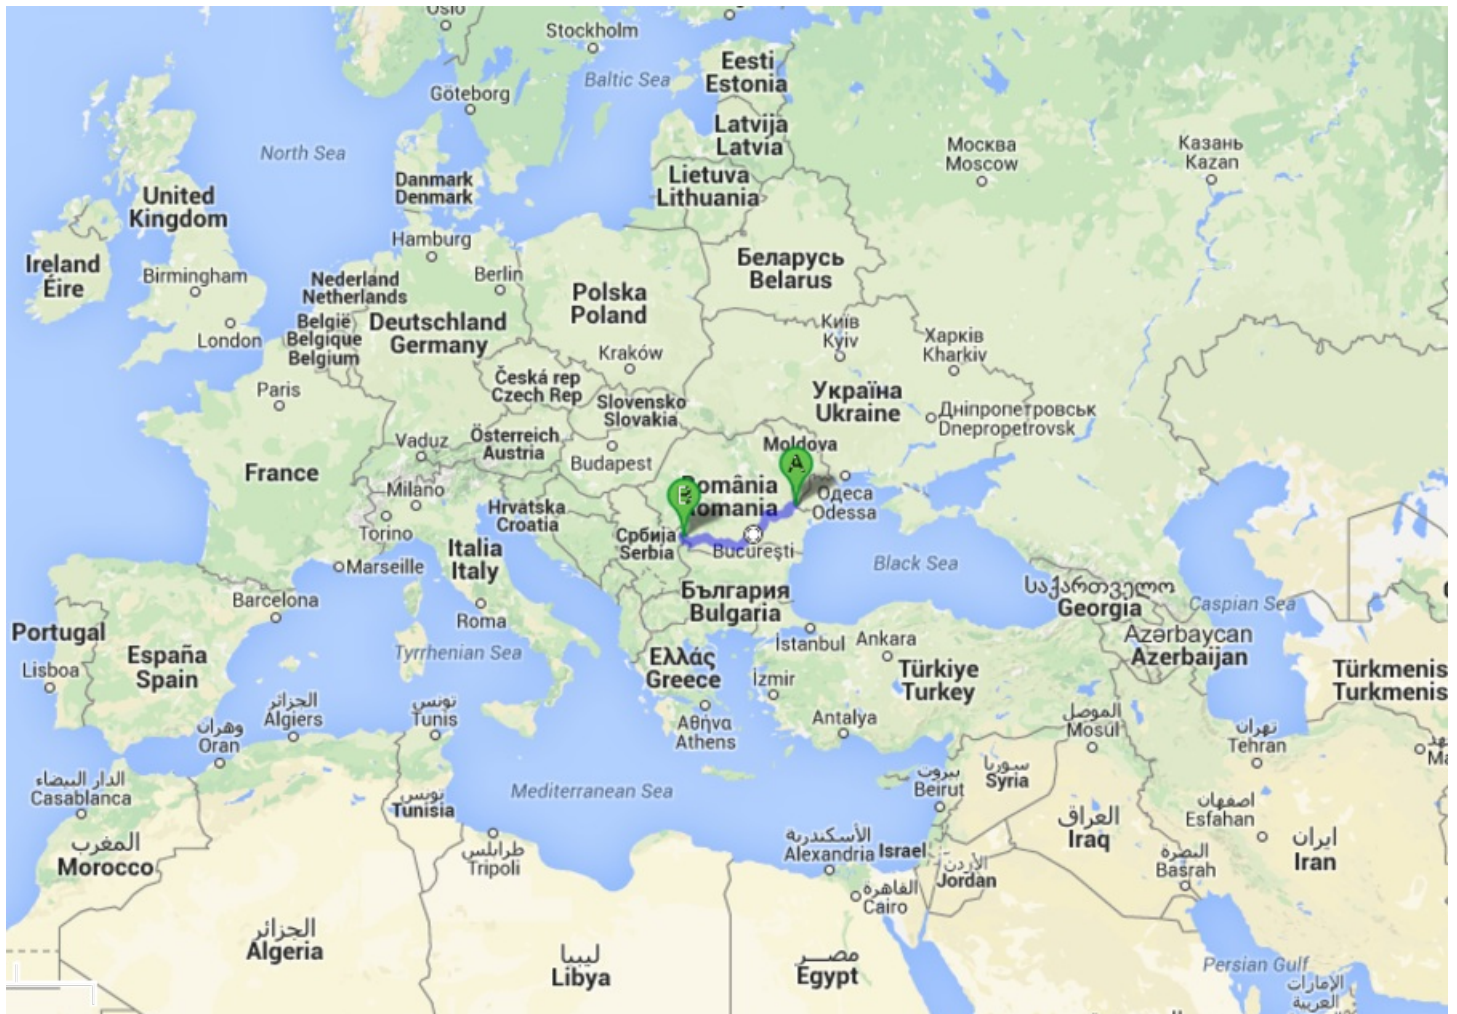 Oslo
Stockholm
Baltic Sea
Eesti
Estonia
Göteborg
Latvija
Latvia
Москва
Moscow
Казань
Kazan
North Sea
Danmark
Denmark
Lietuva
Lithuania
United
Kingdom
Hamburg
Беларусь
Belarus
Ireland
Éire
Birmingham
Nederland
Netherlands
Berlin
Polska
Poland
London
België
Belgique
Belgium
Deutschland
Germany
Київ
Kyiv
Харків
Kharkiv
Kraków
Paris
Česká rep
Czech Rep
Slovensko
Slovakia
Україна
Ukraine
Дніпропетровськ
Dnepropetrovsk
Vaduz
Österreich
Austria
Budapest
Moldova
France
A
România
Romania
Milano
Одеса
Odessa
Torino
Hrvatska
Croatia
Србија
Serbia
București
Italia
Italy
Marseille
Black Sea
България
Bulgaria
საქართველო
Georgia
Caspian Sea
Barcelona
Roma
Portugal
España
Spain
Tyrrhenian Sea
İstanbul
Ankara
Azərbaycan
Azerbaijan
Lisboa
Ελλάς
Greece
İzmir
Türkiye
Turkey
Türkmenis
Turkmenis
الجزائر
Algiers
تونس
Tunis
وهران
Oran
Αθήνα
Athens
Antalya
الموصل
Mosul
تهران
Tehran
الدار البيضاء
Casablanca
تونس
Tunisia
Mediterranean Sea
بيروت
Beirut
سوريا
Syria
اصفهان
Esfahan
المغرب
Morocco
طرابلس
Tripoli
الأسكندرية
Alexandria
Israel
العراق
Iraq
البصرة
Basrah
ایران
Iran
الأردن
Jordan
القاهرة
Cairo
الجزائر
Algeria
ليبيا
Libya
مصر
Egypt
Persian Gulf
الإمارات
العربية